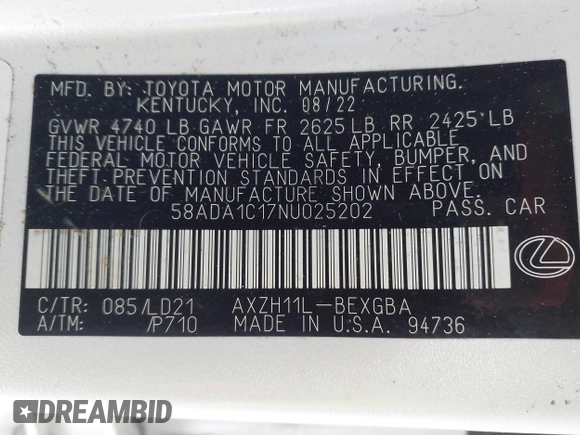 MFD. BY: TOYOTA MOTOR MANUFACTURING.
KENTUCKY, INC. 08/22
GVWR 4740 LB GAWR FR 2625 LB RR 2425 LB
THIS VEHICLE CONFORMS TO ALL APPLICABLE
FEDERAL MOTOR VEHICLE SAFETY, BUMPER, AND
THEFT PREVENTION STANDARDS IN EFFECT ON
THE DATE OF MANUFACTURE SHOWN ABOVE.
58ADA1C17NU025202 PASS. CAR
C/TR: 085/LD21 AXZH11L-BEXGBA
A/TM: /P710 MADE IN U.S.A. 94736
DREAMBID